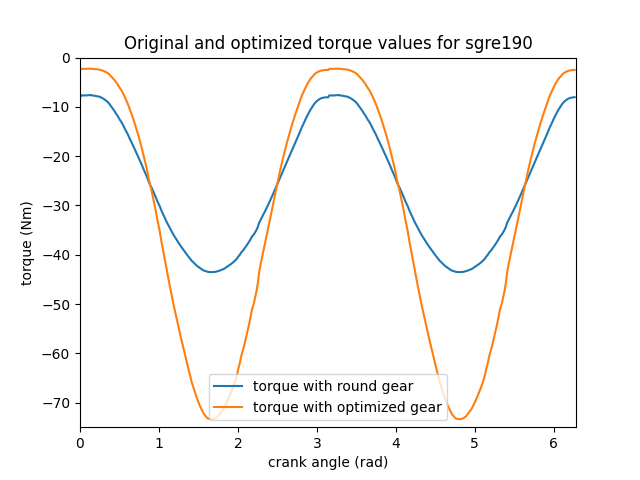 Original and optimized torque values for sgre190
0
−10
−20
−30
−40
−50
−60
−70
torque (Nm)
torque with round gear
torque with optimized gear
0 1 2 3 4 5 6
crank angle (rad)